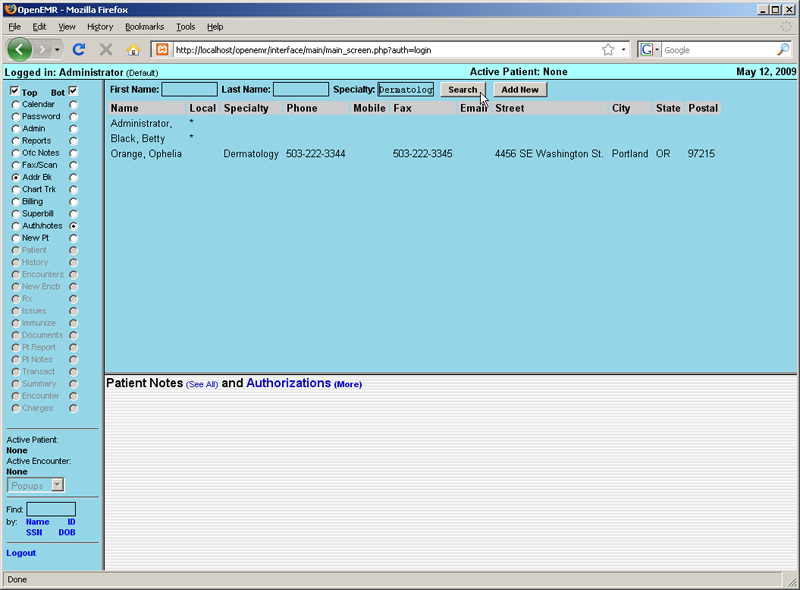 OpenEMR - Mozilla Firefox
File Edit View History Bookmarks Tools Help
http://localhost/openemr/interface/main/main_screen.php?auth=login
G Google
Logged in: Administrator (Default) Active Patient: None May 12, 2009
Top Bot
Calendar
Password
Admin
Reports
Ofc Notes
Fax/Scan
Addr Bk
Chart Trk
Billing
Superbill
Auth/notes
New Pt
Patient
History
Encounters
New Enctr
Rx
Issues
Immunize
Documents
Pt Report
Pt Notes
Transact
Summary
Encounter
Charges
Active Patient:
None
Active Encounter:
None
Popups
Find:
by: Name ID
SSN DOB
Logout
First Name: Last Name: Specialty: Dermatolog Search Add New
Name Local Specialty Phone Mobile Fax Email Street City State Postal
Administrator, *
Black, Betty *
Orange, Ophelia Dermatology 503-222-3344 503-222-3345 4456 SE Washington St. Portland OR 97215
Patient Notes (See All) and Authorizations (More)
Done